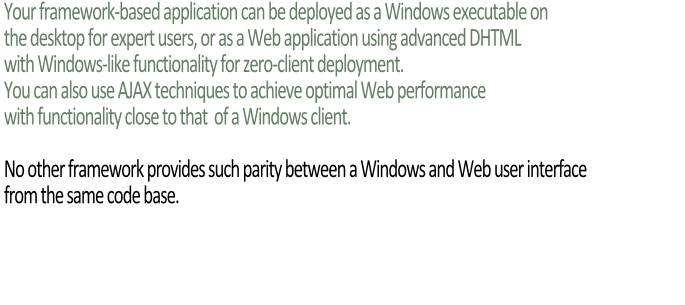 Your framework-based application can be deployed as a Windows executable on
the desktop for expert users, or as a Web application using advanced DHTML
with Windows-like functionality for zero-client deployment.
You can also use AJAX techniques to achieve optimal Web performance
with functionality close to that of a Windows client.
No other framework provides such parity between a Windows and Web user interface
from the same code base.